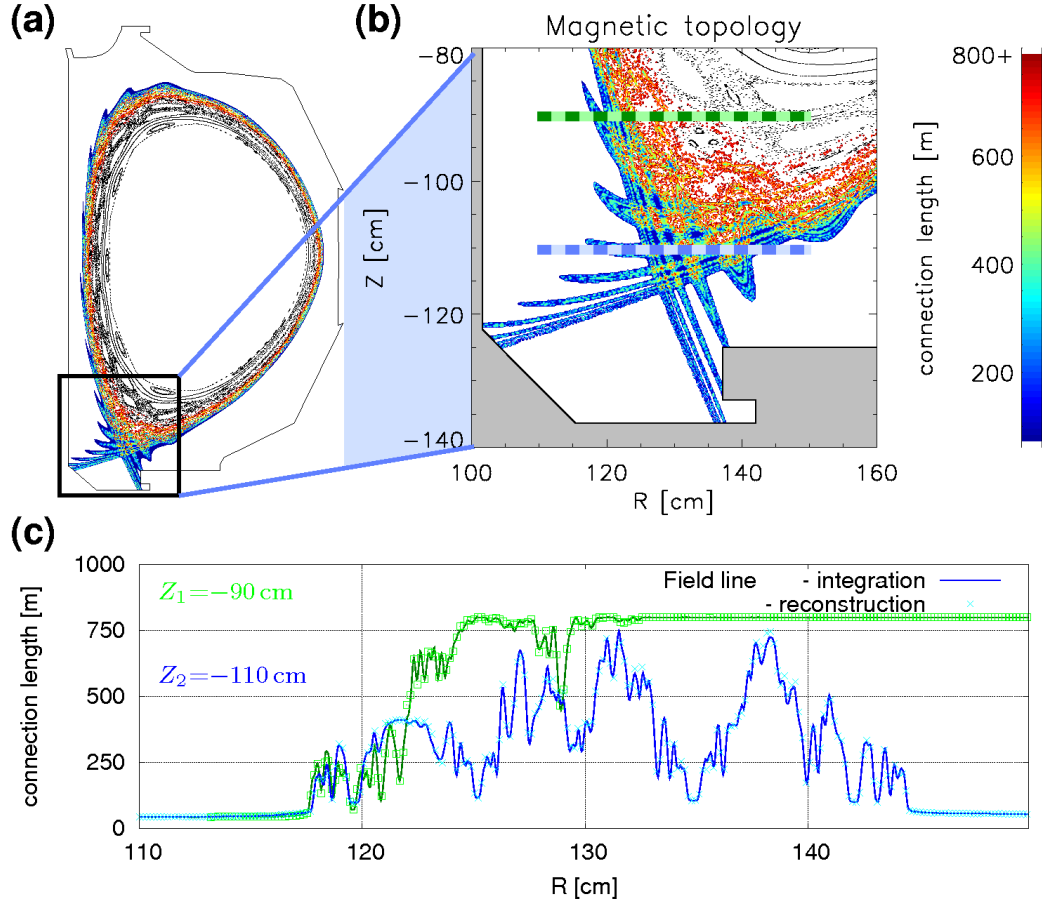 (a)
(b)
Magnetic topology
−80
−100
−120
−140
Z [cm]
100
120
140
160
R [cm]
800+
600
400
200
connection length [m]
(c)
1000
750
500
250
0
connection length [m]
Z₁=−90 cm
Z₂=−110 cm
Field line - integration
- reconstruction
110
120
130
140
R [cm]